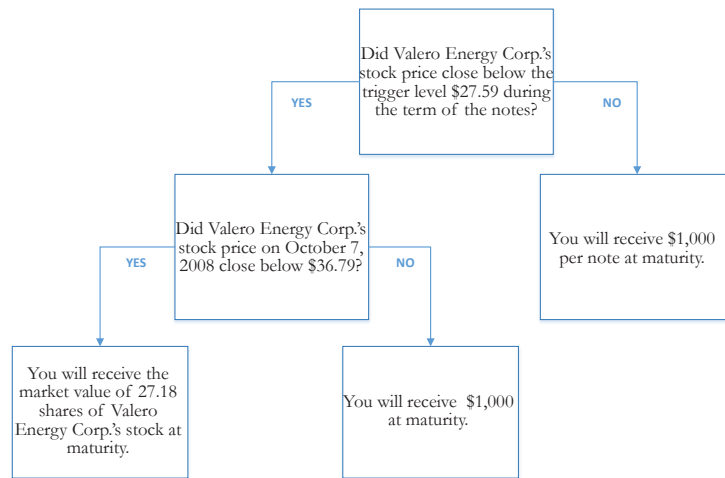 Did Valero Energy Corp.'s
stock price close below the
trigger level $27.59 during
the term of the notes?
YES
NO
Did Valero Energy Corp.'s
stock price on October 7,
2008 close below $36.79?
You will receive $1,000
per note at maturity.
YES
NO
You will receive the
market value of 27.18
shares of Valero
Energy Corp.'s stock at
maturity.
You will receive $1,000
at maturity.